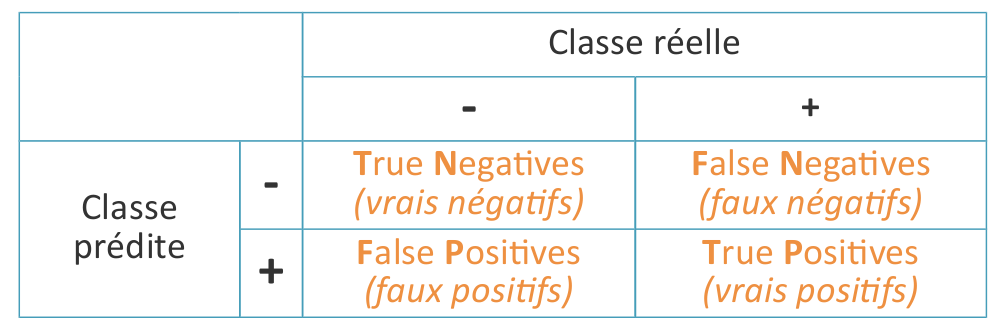 Classe réelle
-
+
Classe
prédite
-
True Negatives
(vrais négatifs)
False Negatives
(faux négatifs)
+
False Positives
(faux positifs)
True Positives
(vrais positifs)